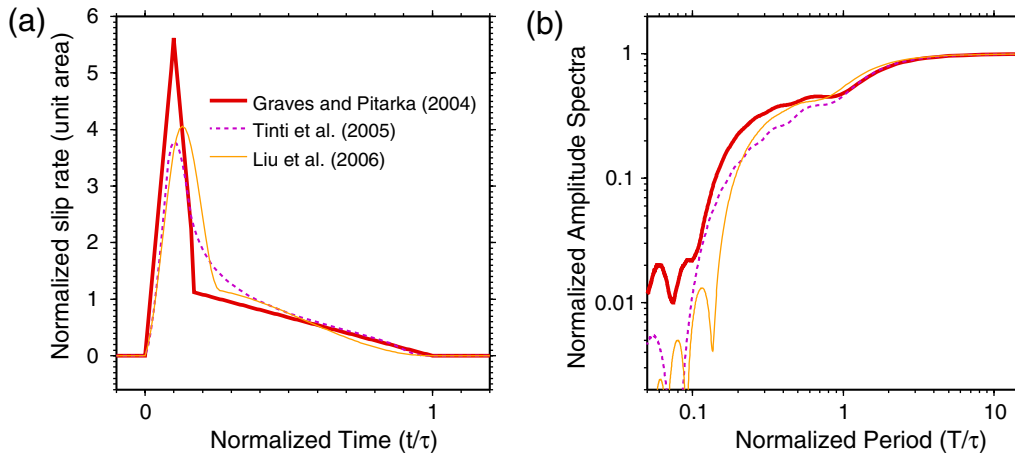 (a)
Normalized slip rate (unit area)
6
5
4
3
2
1
0
Graves and Pitarka (2004)
Tinti et al. (2005)
Liu et al. (2006)
0
1
Normalized Time (t/τ)
(b)
Normalized Amplitude Spectra
1
0.1
0.01
0.1
1
10
Normalized Period (T/τ)